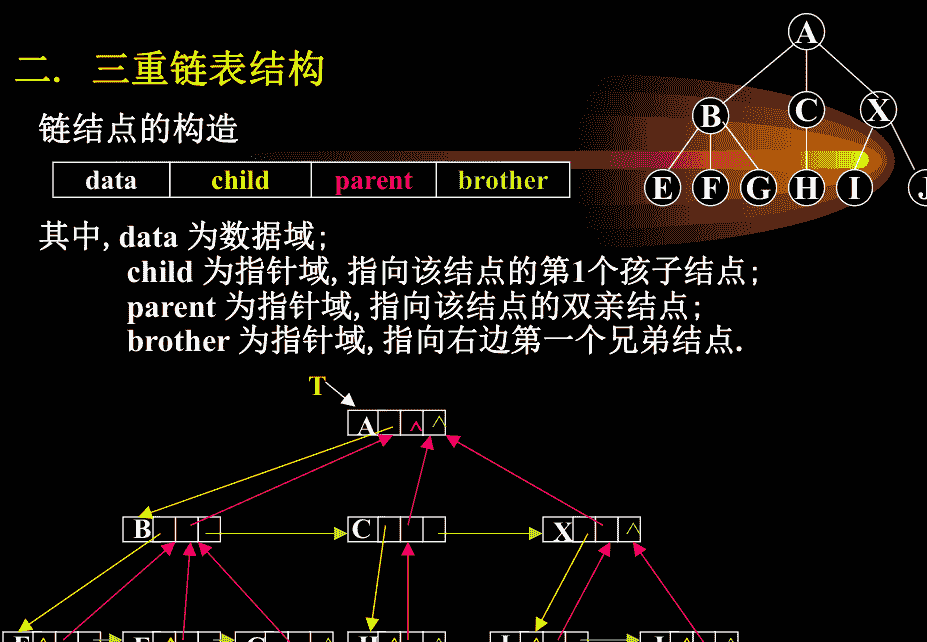 二. 三重链表结构
链结点的构造
data child parent brother
其中, data 为数据域;
child 为指针域, 指向该结点的第1个孩子结点;
parent 为指针域, 指向该结点的双亲结点;
brother 为指针域, 指向右边第一个兄弟结点.
A
B C X
E F G H I J
T
A ^ ^
B C X ^